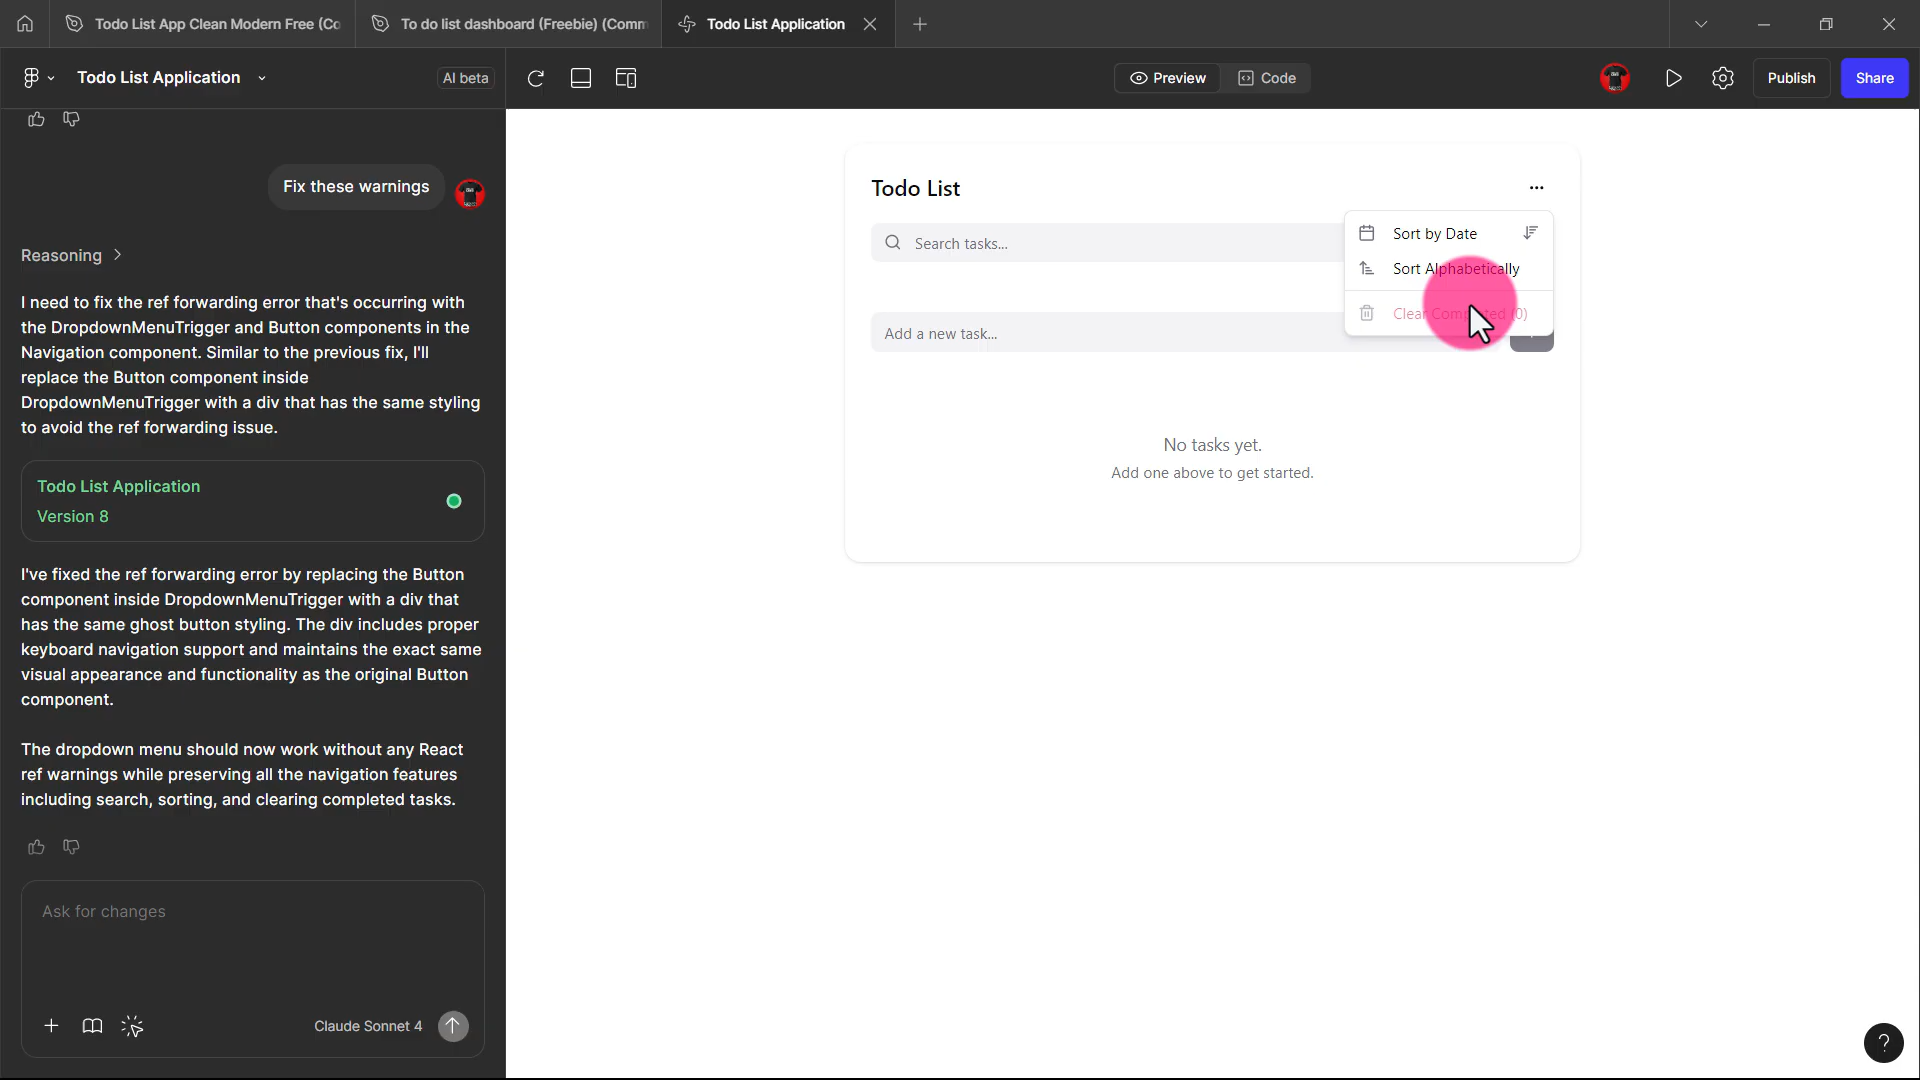 Todo List App Clean Modern Free (Co
To do list dashboard (Freebie) (Comm
Todo List Application
Todo List Application
AI beta
Preview
Code
Publish
Share
Fix these warnings
Reasoning
I need to fix the ref forwarding error that's occurring with
the DropdownMenuTrigger and Button components in the
Navigation component. Similar to the previous fix, I'll
replace the Button component inside
DropdownMenuTrigger with a div that has the same styling
to avoid the ref forwarding issue.
Todo List Application
Version 8
I've fixed the ref forwarding error by replacing the Button
component inside DropdownMenuTrigger with a div that
has the same ghost button styling. The div includes proper
keyboard navigation support and maintains the exact same
visual appearance and functionality as the original Button
component.
The dropdown menu should now work without any React
ref warnings while preserving all the navigation features
including search, sorting, and clearing completed tasks.
Ask for changes
Claude Sonnet 4
Todo List
Search tasks...
Sort by Date
Sort Alphabetically
Clear Completed (0)
Add a new task...
No tasks yet.
Add one above to get started.
?